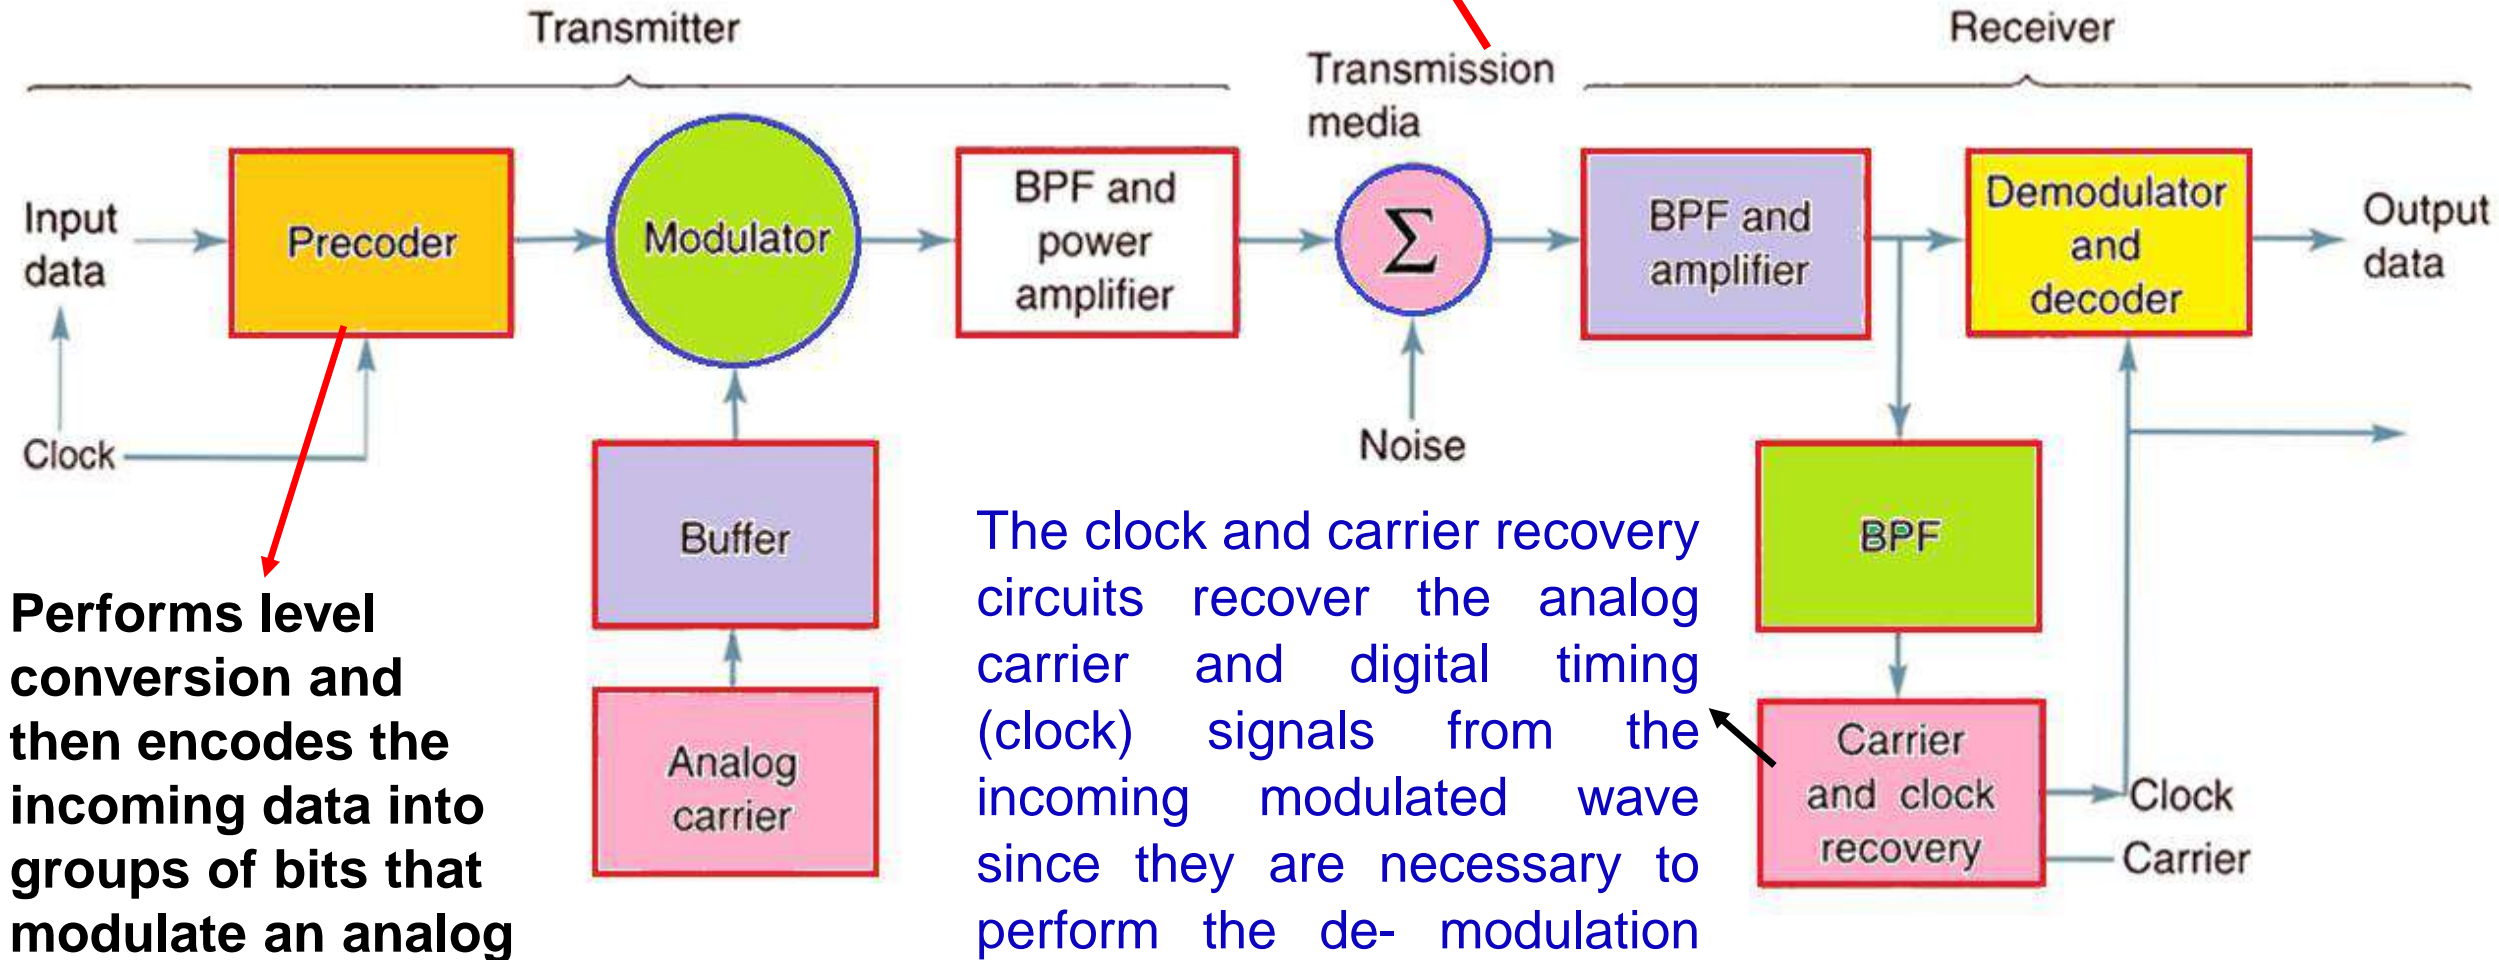 Transmitter
Receiver
Transmission
media
Input
data
Precoder
Modulator
BPF and
power
amplifier
Σ
BPF and
amplifier
Demodulator
and
decoder
Output
data
Clock
Noise
Buffer
BPF
Analog
carrier
Carrier
and clock
recovery
Clock
Carrier
Performs level
conversion and
then encodes the
incoming data into
groups of bits that
modulate an analog
The clock and carrier recovery
circuits recover the analog
carrier and digital timing
(clock) signals from the
incoming modulated wave
since they are necessary to
perform the de- modulation